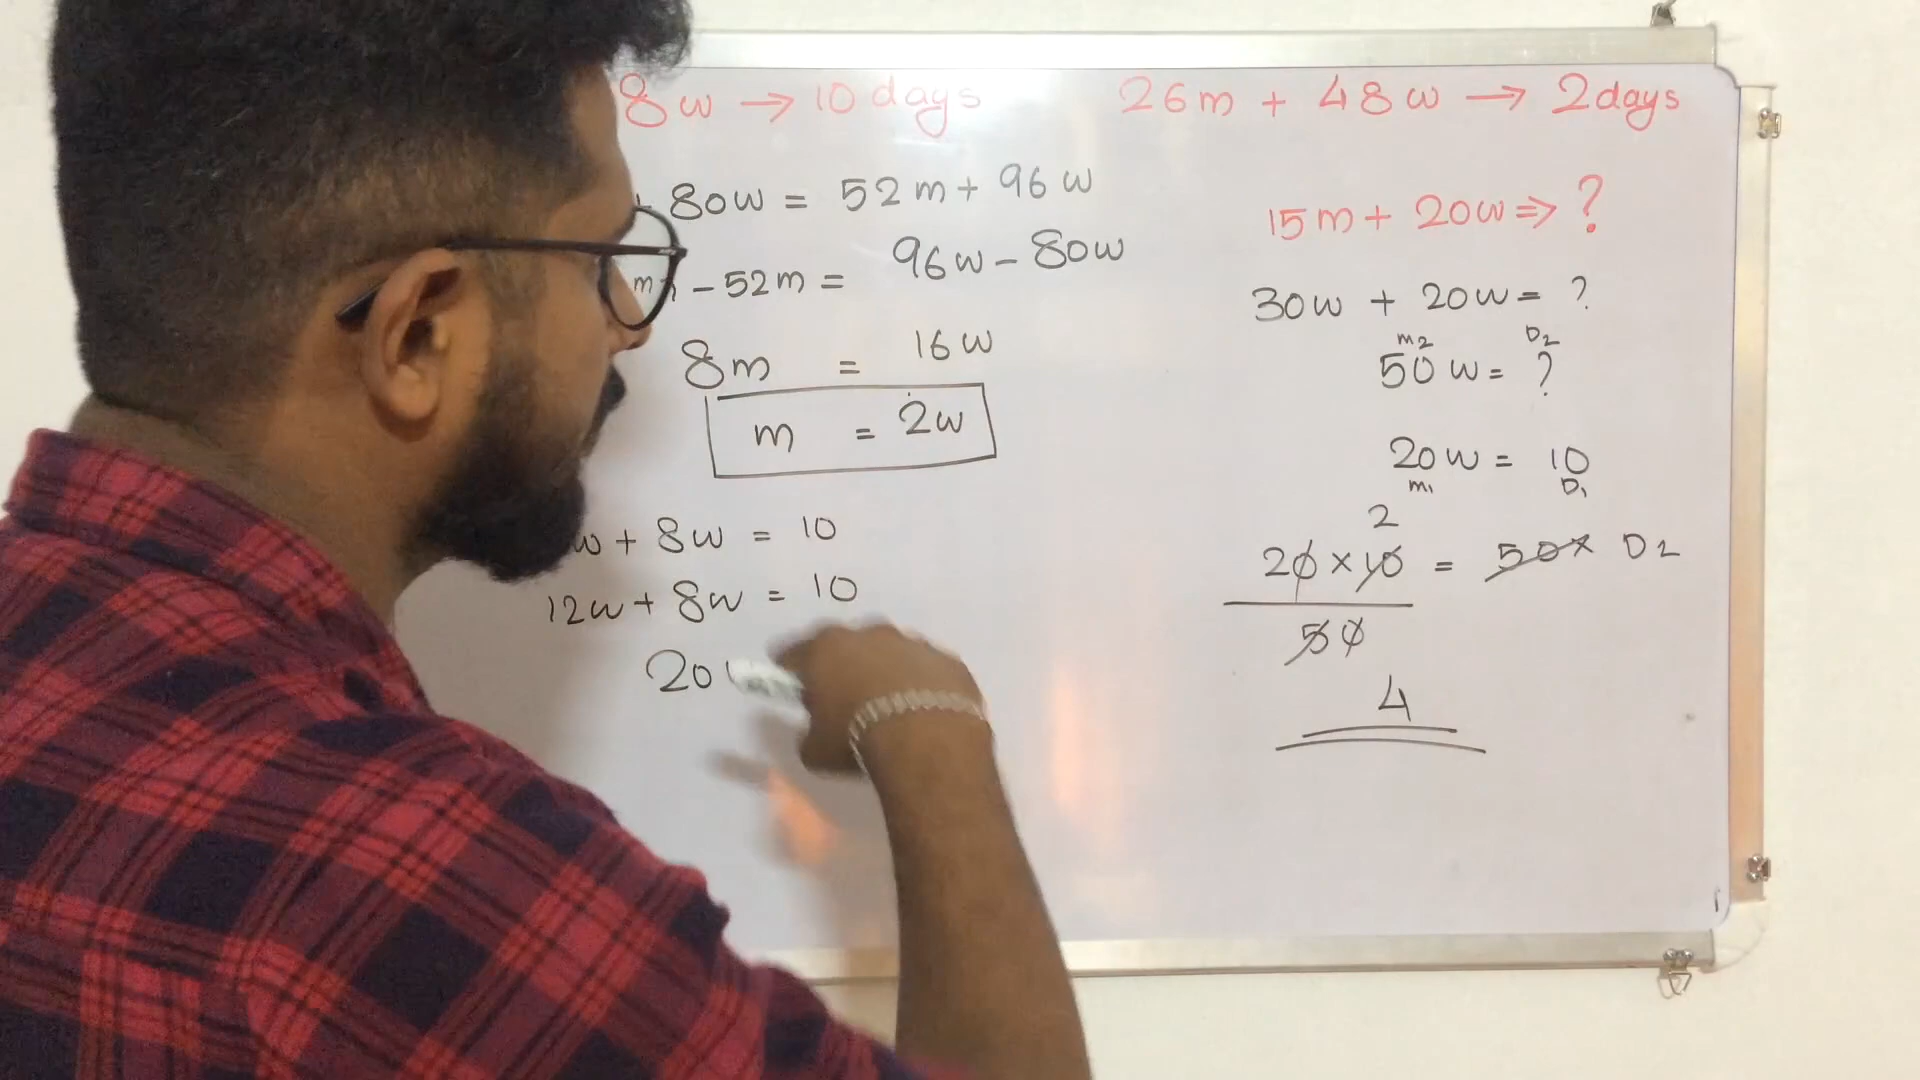 8w → 10 days
+ 80w = 52m + 96w
m - 52m = 96w - 80w
8m = 16w
m = 2w
w + 8w = 10
12w + 8w = 10
20
26m + 48w → 2days
15m + 20w ⇒ ?
30w + 20w = ?
m2 D2
50w = ?
20w = 10
m1 D1
2
20 × 10 = 50 × D2
50
4